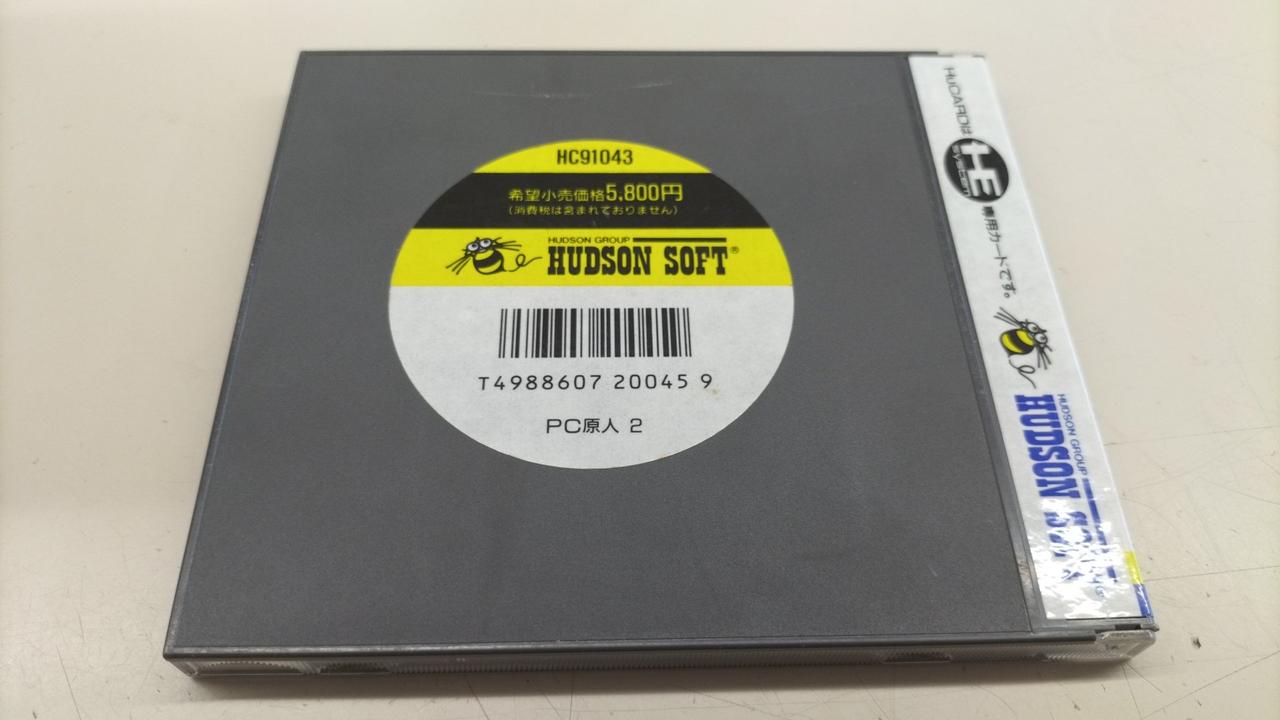 HC91043
希望小売価格5,800円
(消費税は含まれておりません)
HUDSON GROUP
HUDSON SOFT®
T4988607 20045 9
PC原人 2
HuCARDは
HE
SYSTEM
専用カードです。
HUDSON GROUP
HUDSON SOFT®